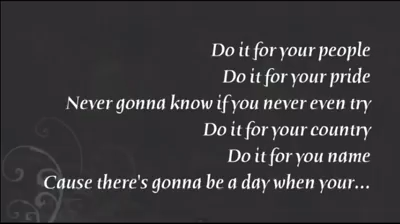 Do it for your people
Do it for your pride
Never gonna know if you never even try
Do it for your country
Do it for you name
Cause there's gonna be a day when your...